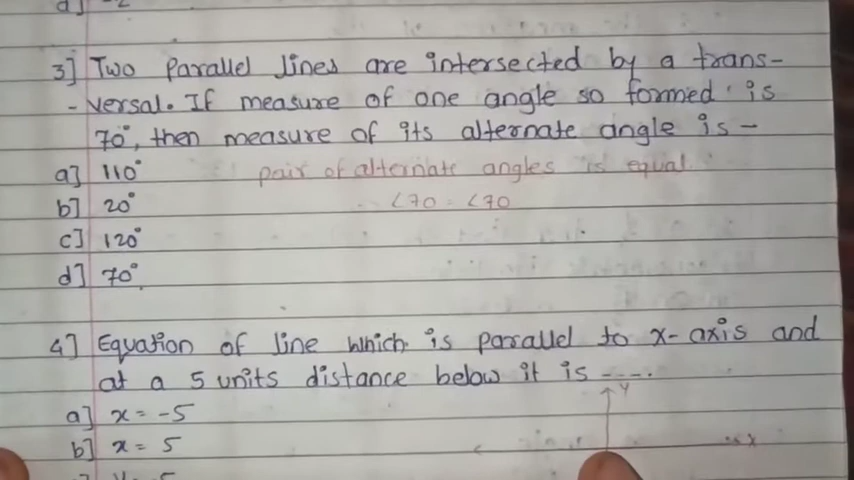 d] -2
3] Two Parallel lines are intersected by a trans-
- versal. If measure of one angle so formed is
70°, then measure of its alternate angle is -
a] 110° pair of alternate angles is equal.
b] 20° ∴ <70 = <70
c] 120°
d] 70°
4] Equation of line which is parallel to x-axis and
at a 5 units distance below it is ----.
a] x = -5 Y
b] x = 5 x